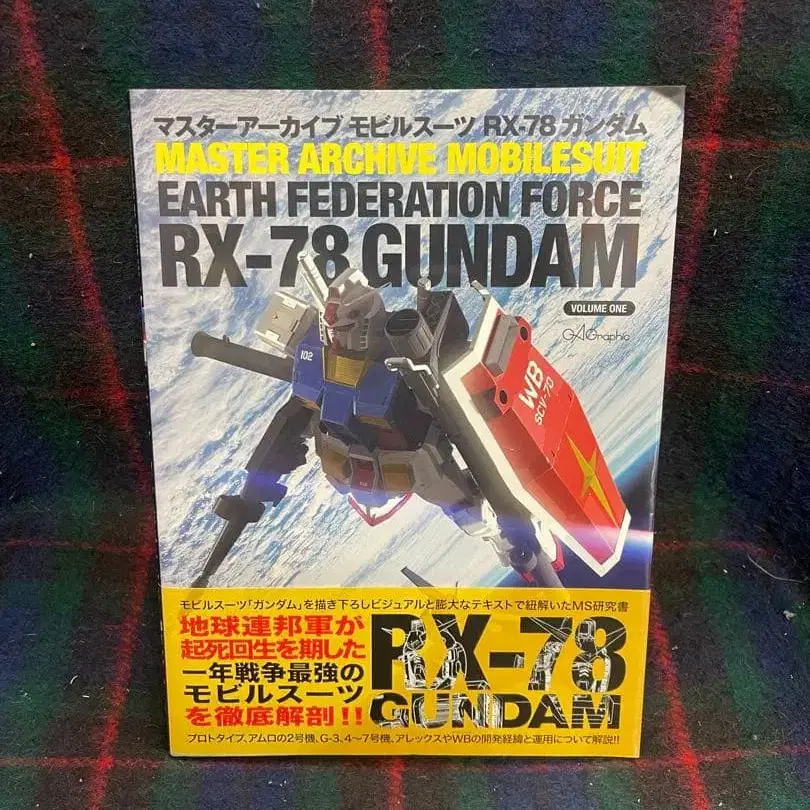 マスターアーカイブ モビルスーツ RX-78 ガンダム
MASTER ARCHIVE MOBILESUIT
EARTH FEDERATION FORCE
RX-78 GUNDAM
VOLUME ONE
GA Graphic
102
WB
SCV-70
モビルスーツ「ガンダム」を描き下ろしビジュアルと膨大なテキストで紐解いたMS研究書
地球連邦軍が
起死回生を期した
一年戦争最強の
モビルスーツ
を徹底解剖!!
RX-78
GUNDAM
プロトタイプ、アムロの2号機、G-3、4〜7号機、アレックスやWBの開発経緯と運用について解説!!